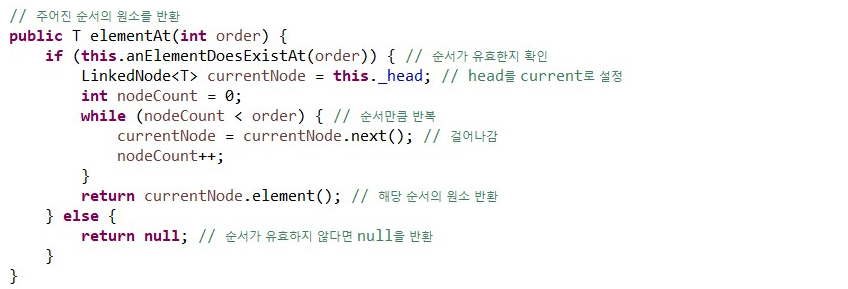 // 주어진 순서의 원소를 반환
public T elementAt(int order) {
    if (this.anElementDoesExistAt(order)) { // 순서가 유효한지 확인
        LinkedNode<T> currentNode = this._head; // head를 current로 설정
        int nodeCount = 0;
        while (nodeCount < order) { // 순서만큼 반복
            currentNode = currentNode.next(); // 걸어나감
            nodeCount++;
        }
        return currentNode.element(); // 해당 순서의 원소 반환
    } else {
        return null; // 순서가 유효하지 않다면 null을 반환
    }
}